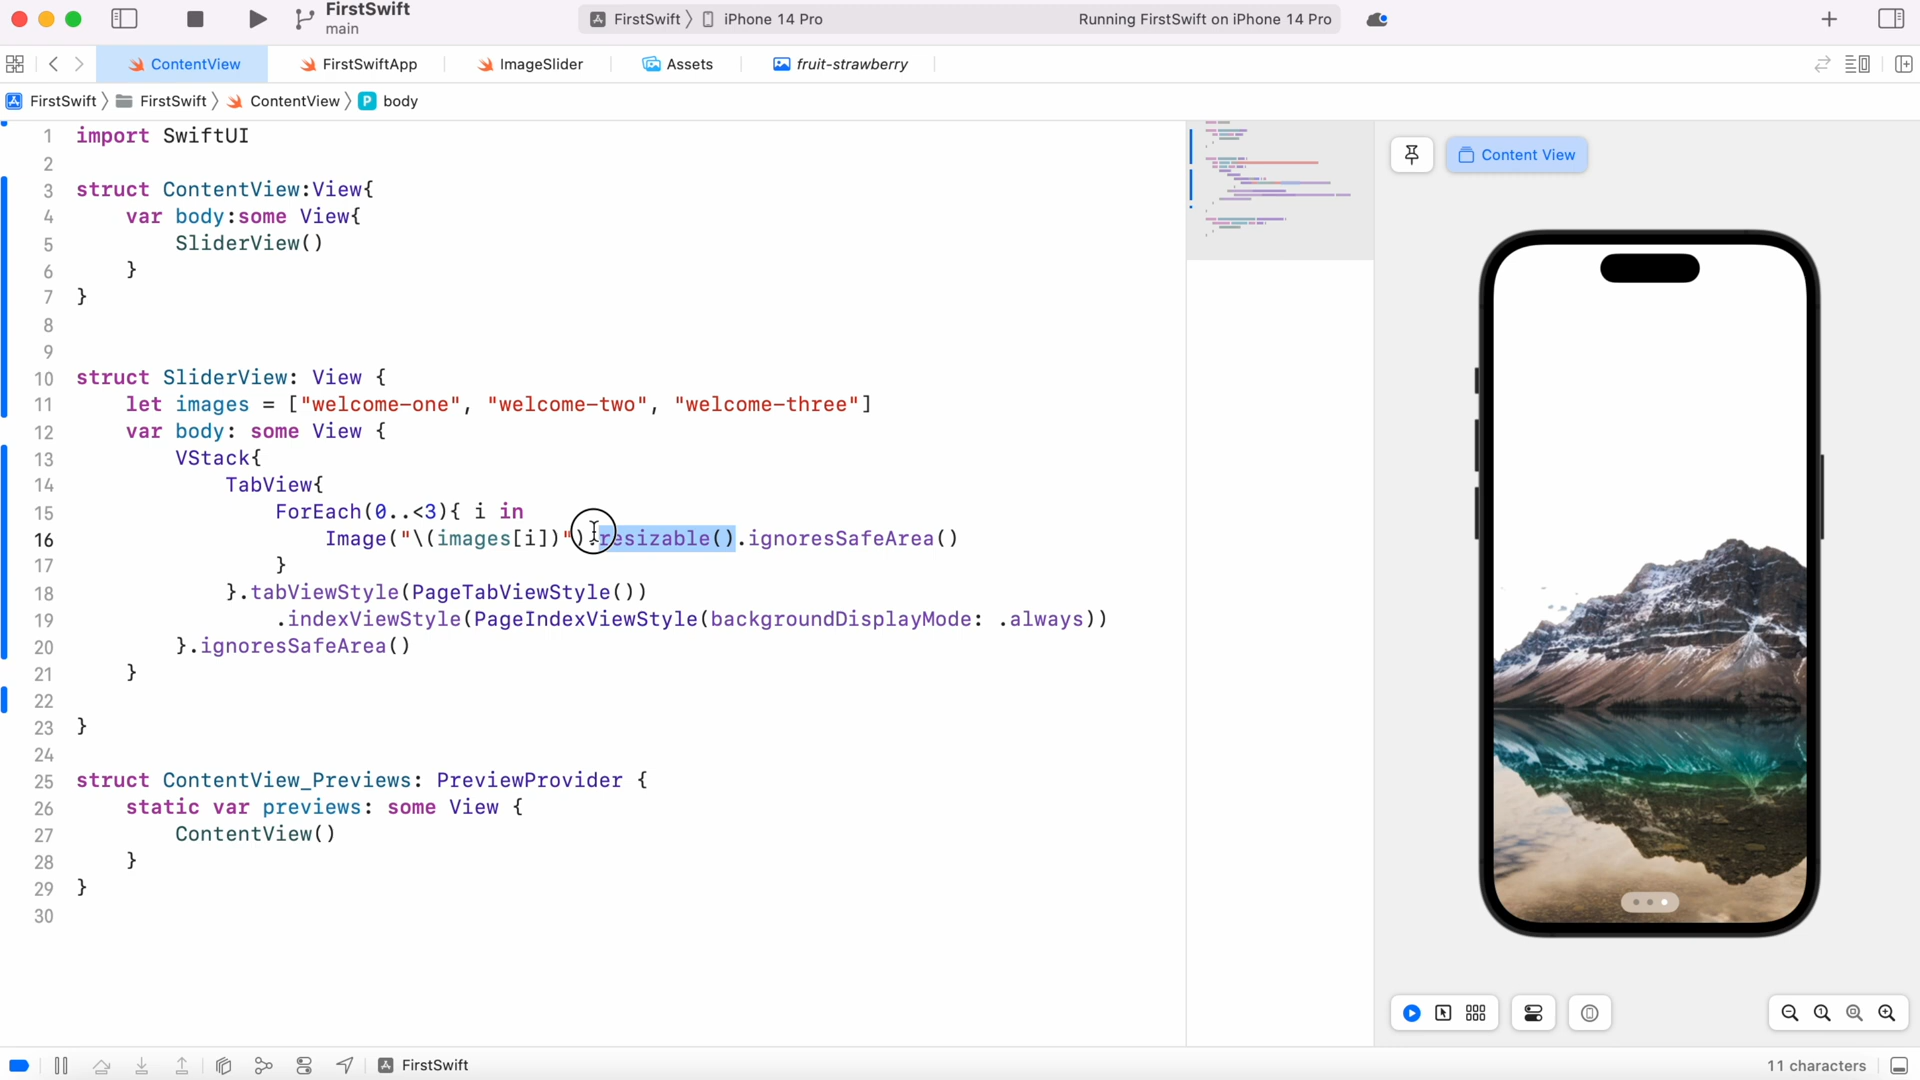 FirstSwift
main
FirstSwift 〉 iPhone 14 Pro
Running FirstSwift on iPhone 14 Pro
ContentView
FirstSwiftApp
ImageSlider
Assets
fruit-strawberry
FirstSwift 〉 FirstSwift 〉 ContentView 〉 P body
1 import SwiftUI
2
3 struct ContentView:View{
4     var body:some View{
5         SliderView()
6     }
7 }
8
9
10 struct SliderView: View {
11     let images = ["welcome-one", "welcome-two", "welcome-three"]
12     var body: some View {
13         VStack{
14             TabView{
15                 ForEach(0..<3){ i in
16                     Image("\(images[i])").resizable().ignoresSafeArea()
17                 }
18             }.tabViewStyle(PageTabViewStyle())
19                 .indexViewStyle(PageIndexViewStyle(backgroundDisplayMode: .always))
20         }.ignoresSafeArea()
21     }
22
23 }
24
25 struct ContentView_Previews: PreviewProvider {
26     static var previews: some View {
27         ContentView()
28     }
29 }
30
Content View
FirstSwift
11 characters